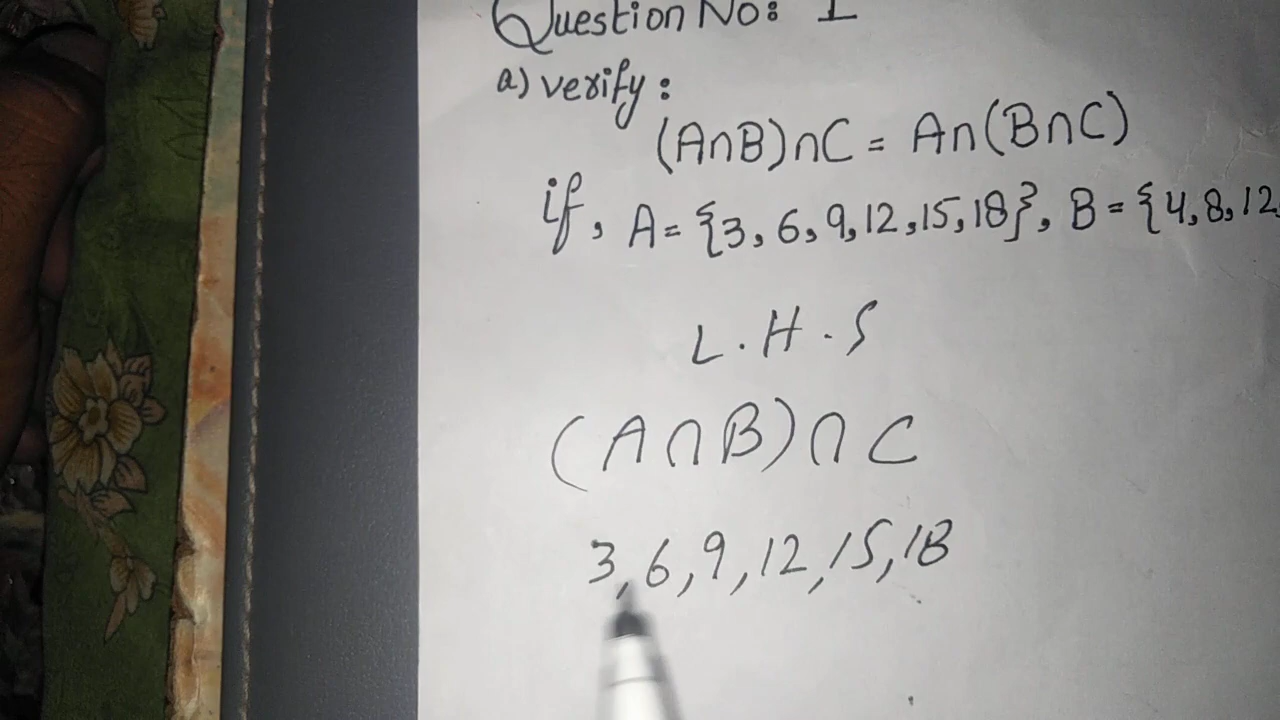 Question No: 1
a) verify:
(A∩B)∩C = A∩(B∩C)
if, A= {3, 6, 9, 12, 15, 18}, B = {4, 8, 12,
L.H.S
(A∩B)∩C
3, 6, 9, 12, 15, 18